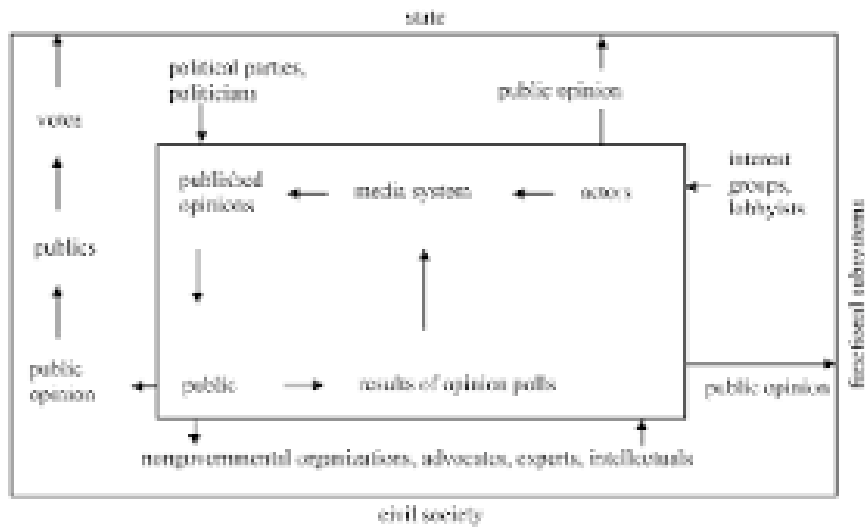 state
political parties,
politicians
public opinion
votes
published
opinions
media system
actors
interest
groups,
lobbyists
publics
functional subsystems
public
opinion
public
results of opinion polls
public opinion
nongovernmental organizations, advocates, experts, intellectuals
civil society